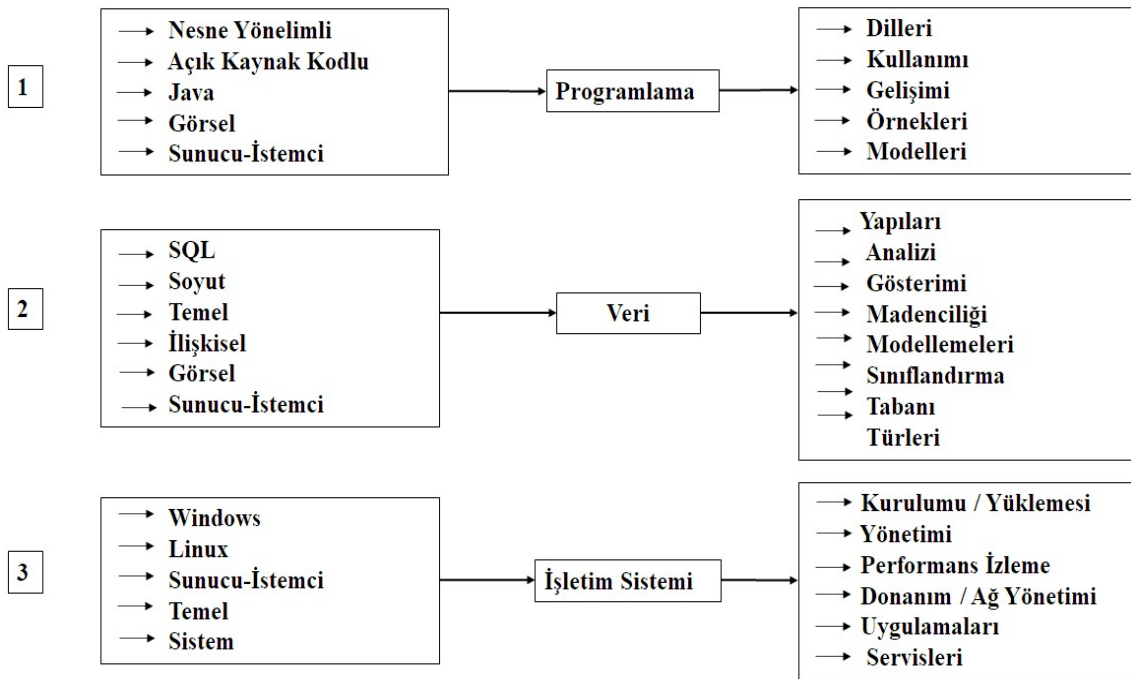 1
Nesne Yönelimli
Açık Kaynak Kodlu
Java
Görsel
Sunucu-İstemci
Programlama
Dilleri
Kullanımı
Gelişimi
Örnekleri
Modelleri
2
SQL
Soyut
Temel
İlişkisel
Görsel
Sunucu-İstemci
Veri
Yapıları
Analizi
Gösterimi
Madenciliği
Modellemeleri
Sınıflandırma
Tabanı
Türleri
3
Windows
Linux
Sunucu-İstemci
Temel
Sistem
İşletim Sistemi
Kurulumu / Yüklemesi
Yönetimi
Performans İzleme
Donanım / Ağ Yönetimi
Uygulamaları
Servisleri